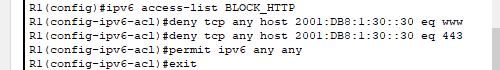 R1(config)#ipv6 access-list BLOCK_HTTP
R1(config-ipv6-acl)#deny tcp any host 2001:DB8:1:30::30 eq www
R1(config-ipv6-acl)#deny tcp any host 2001:DB8:1:30::30 eq 443
R1(config-ipv6-acl)#permit ipv6 any any
R1(config-ipv6-acl)#exit